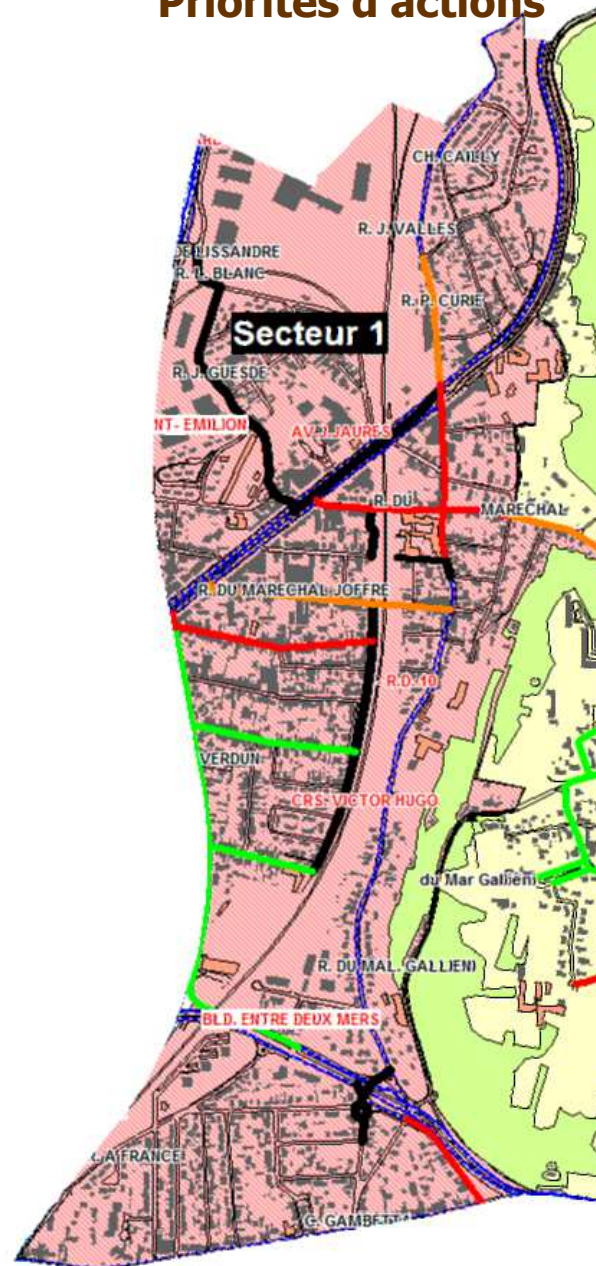 Priorités d'actions
CH. CAILLY
R. J. VALLES
DE LISSANDRE
R. L. BLANC
R. P. CURIE
Secteur 1
R. J. GUESDE
NT- EMILION
AV. J.JAURES
R. DU
MARECHAL
R. DU MARECHAL JOFFRE
R.D. 10
VERDUN
CRS. VICTOR HUGO
du Mar Gallieni
R. DU MAL. GALLIENI
BLD. ENTRE DEUX MERS
A FRANCE